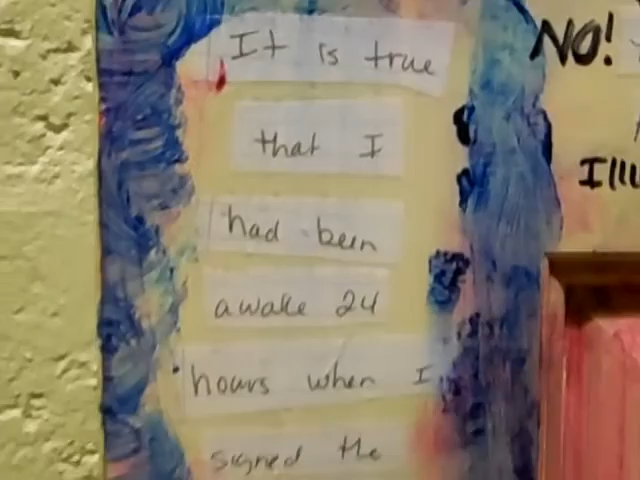 It is true
that I
had been
awake 24
hours when I
signed the
NO!